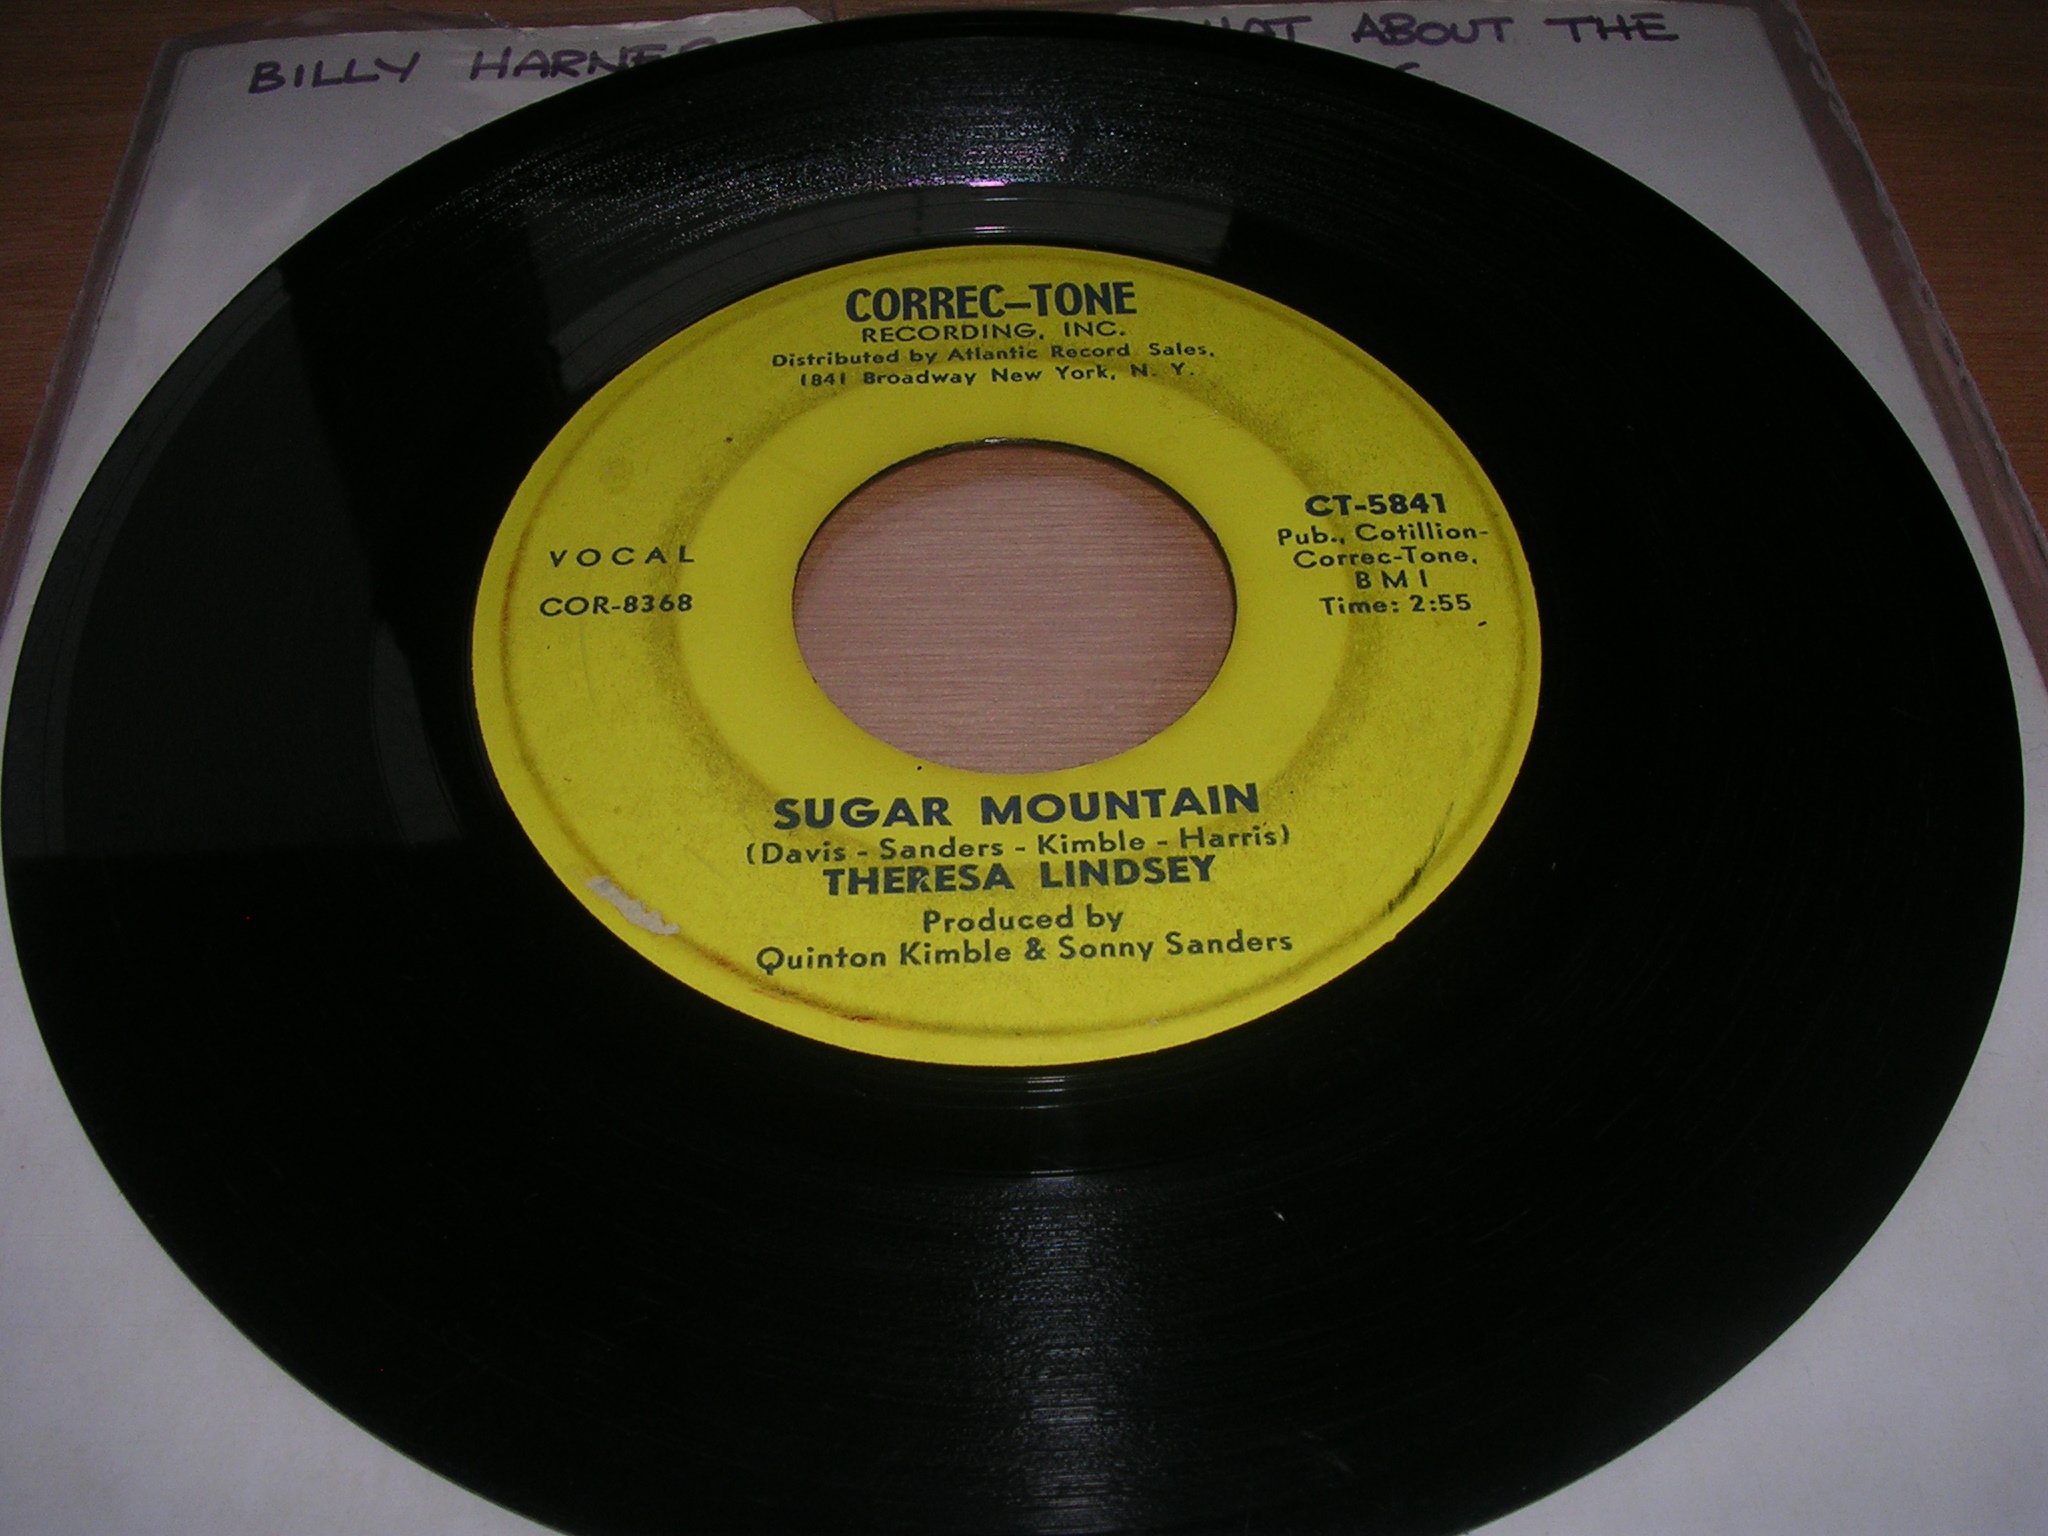 BILLY HARNER
WHAT ABOUT THE
CORREC-TONE
RECORDING, INC.
Distributed by Atlantic Record Sales,
1841 Broadway New York, N. Y.
VOCAL
COR-8368
CT-5841
Pub., Cotillion-
Correc-Tone,
BMI
Time: 2:55
SUGAR MOUNTAIN
(Davis - Sanders - Kimble - Harris)
THERESA LINDSEY
Produced by
Quinton Kimble & Sonny Sanders